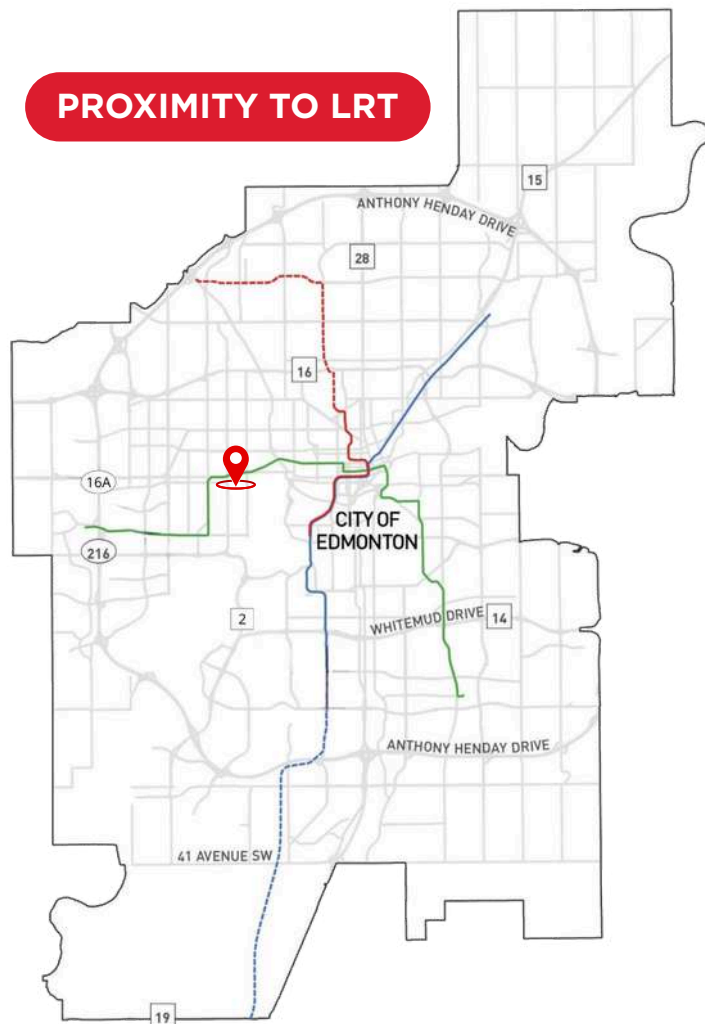 PROXIMITY TO LRT
15
ANTHONY HENDAY DRIVE
28
16
16A
CITY OF
EDMONTON
216
2
WHITEMUD DRIVE
14
ANTHONY HENDAY DRIVE
41 AVENUE SW
19